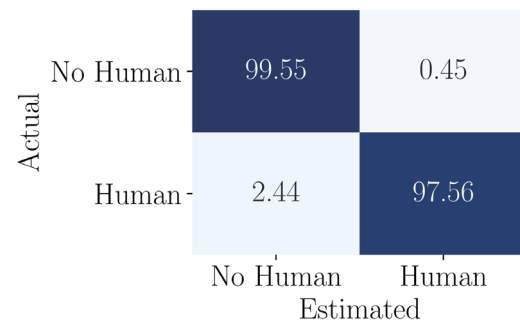 Actual
No Human 99.55 0.45
Human 2.44 97.56
No Human Human
Estimated